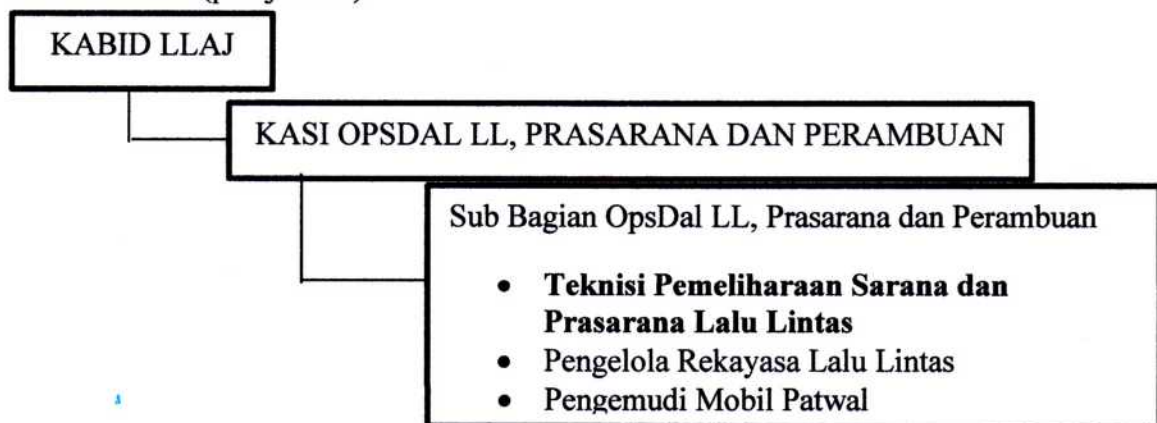 KABID LLAJ
KASI OPSDAL LL, PRASARANA DAN PERAMBUAN
Sub Bagian OpsDal LL, Prasarana dan Perambuan
• Teknisi Pemeliharaan Sarana dan
Prasarana Lalu Lintas
• Pengelola Rekayasa Lalu Lintas
• Pengemudi Mobil Patwal